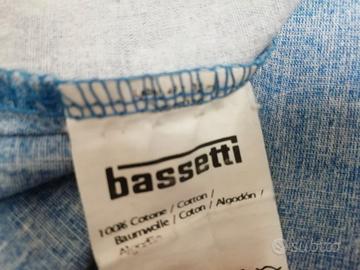 bassetti
100% Cotone / Cotton /
Baumwolle / Coton / Algodón /
subito